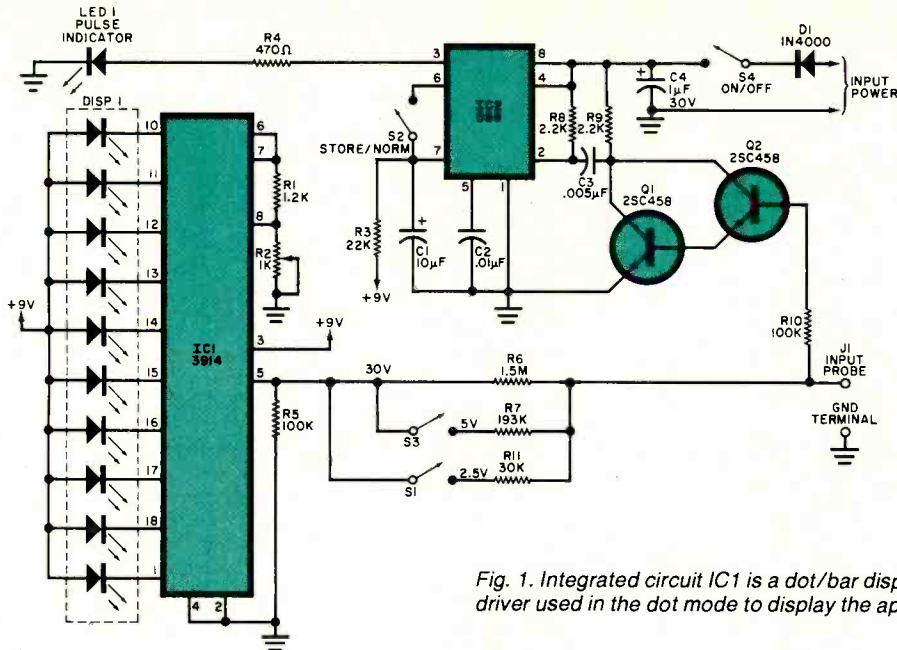 LED 1
PULSE
INDICATOR
R4
470Ω
DISP. 1
10
11
12
13
14
15
16
17
18
1
+9V
IC1
3914
6
7
8
3
5
4
2
R1
1.2K
R2
1K
+9V
R5
100K
3
6
7
5
1
8
4
2
IC2
S2
STORE/NORM
R3
22K
+9V
+
C1
10µF
C2
.01µF
R8
2.2K
R9
2.2K
C3
.005µF
+
C4
1µF
30V
S4
ON/OFF
D1
IN4000
INPUT
POWER
Q1
2SC458
Q2
2SC458
R10
100K
J1
INPUT
PROBE
GND
TERMINAL
30V
R6
1.5M
S3
5V
R7
193K
S1
2.5V
R11
30K
Fig. 1. Integrated circuit IC1 is a dot/bar disp
driver used in the dot mode to display the ap